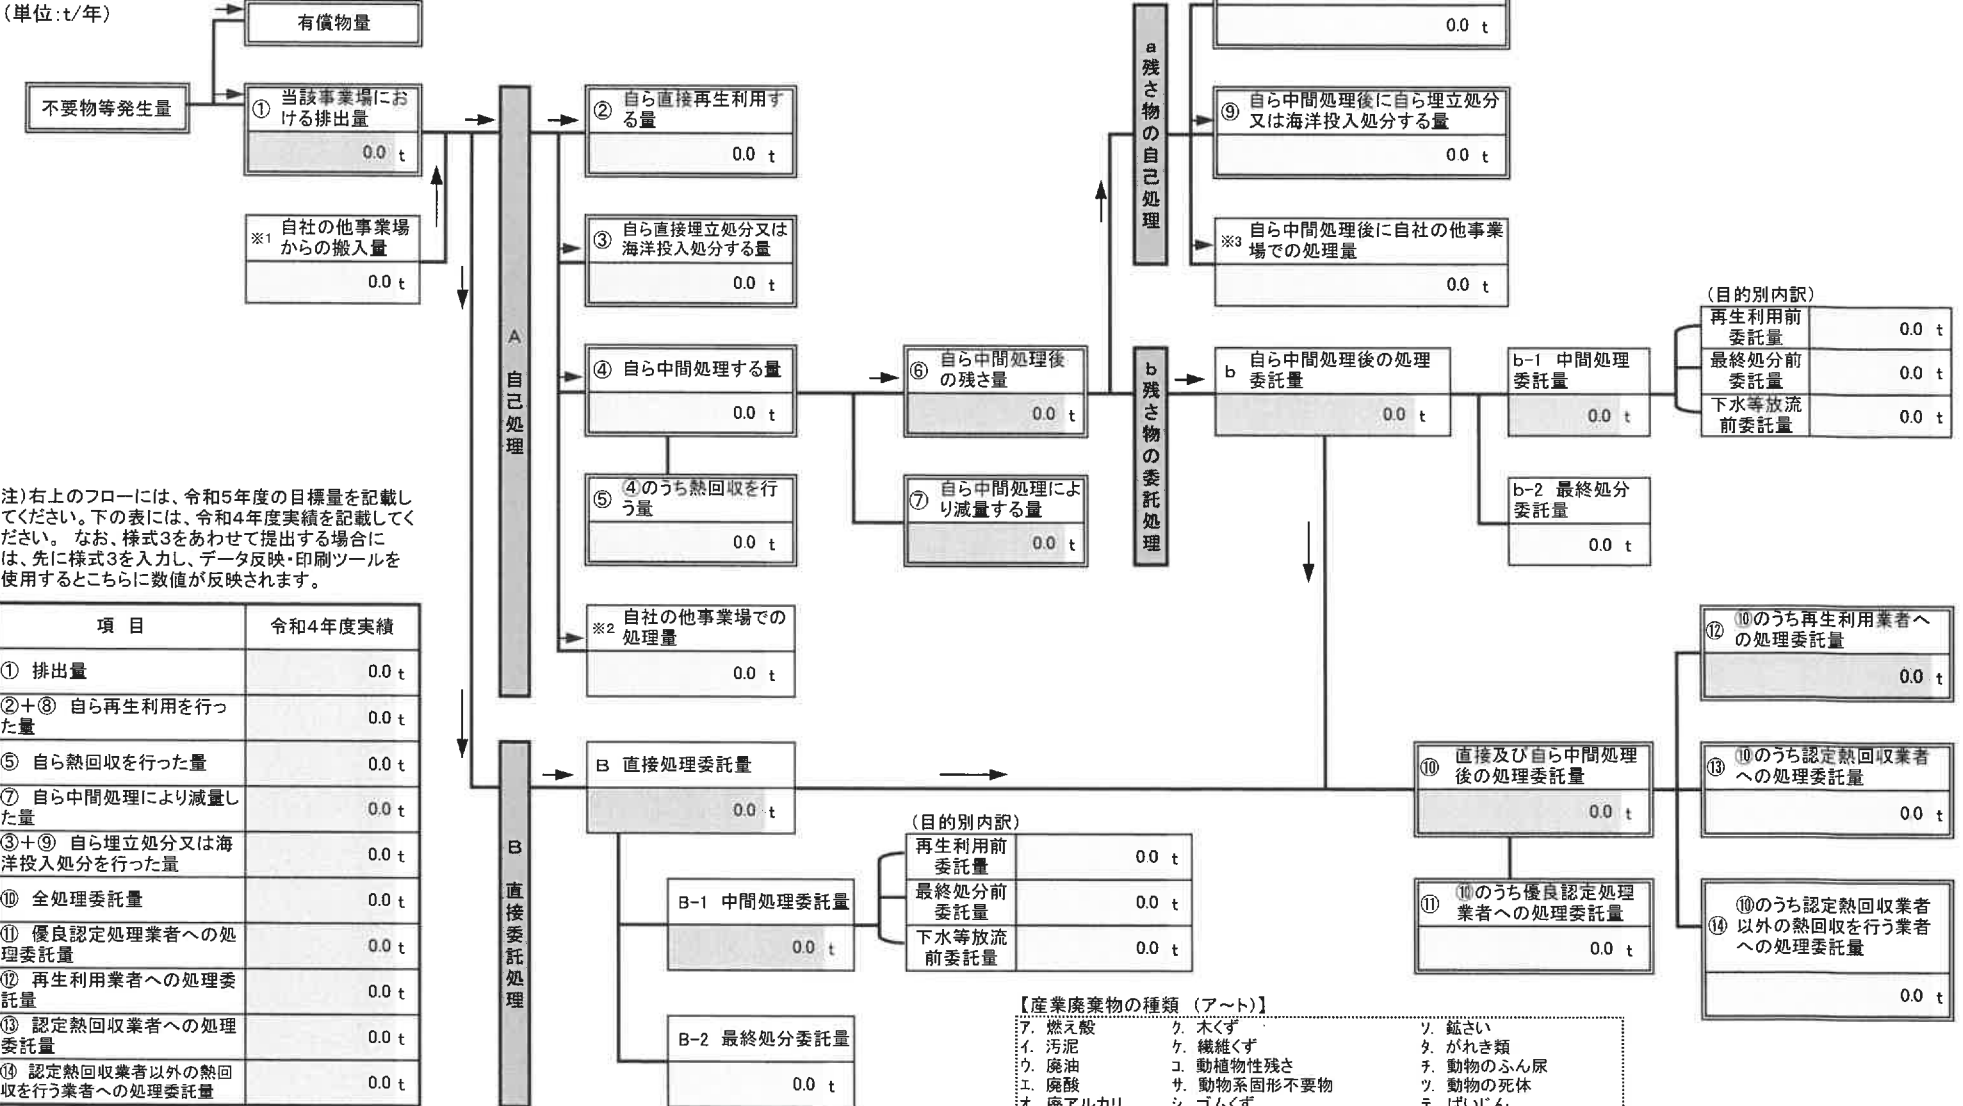 (単位:t/年)
有償物量
不要物等発生量
① 当該事業場にお
ける排出量
0.0 t
※1 自社の他事業場
からの搬入量
0.0 t
A 自己処理
② 自ら直接再生利用す
る量
0.0 t
③ 自ら直接埋立処分又は
海洋投入処分する量
0.0 t
④ 自ら中間処理する量
0.0 t
⑤ ④のうち熱回収を行
う量
0.0 t
※2 自社の他事業場での
処理量
0.0 t
⑥ 自ら中間処理後
の残さ量
0.0 t
⑦ 自ら中間処理によ
り減量する量
0.0 t
a 残さ物の自己処理
0.0 t
⑨ 自ら中間処理後に自ら埋立処分
又は海洋投入処分する量
0.0 t
※3 自ら中間処理後に自社の他事業
場での処理量
0.0 t
b 残さ物の委託処理
b 自ら中間処理後の処理
委託量
0.0 t
b-1 中間処理
委託量
0.0 t
b-2 最終処分
委託量
0.0 t
(目的別内訳)
再生利用前
委託量 0.0 t
最終処分前
委託量 0.0 t
下水等放流
前委託量 0.0 t
注)右上のフローには、令和5年度の目標量を記載し
てください。下の表には、令和4年度実績を記載してく
ださい。 なお、様式3をあわせて提出する場合に
は、先に様式3を入力し、データ反映・印刷ツールを
使用するとこちらに数値が反映されます。
項 目 令和4年度実績
① 排出量 0.0 t
②+⑧ 自ら再生利用を行っ
た量 0.0 t
⑤ 自ら熱回収を行った量 0.0 t
⑦ 自ら中間処理により減量し
た量 0.0 t
③+⑨ 自ら埋立処分又は海
洋投入処分を行った量 0.0 t
⑩ 全処理委託量 0.0 t
⑪ 優良認定処理業者への処
理委託量 0.0 t
⑫ 再生利用業者への処理委
託量 0.0 t
⑬ 認定熱回収業者への処理
委託量 0.0 t
⑭ 認定熱回収業者以外の熱回
収を行う業者への処理委託量 0.0 t
B 直接委託処理
B 直接処理委託量
0.0 t
B-1 中間処理委託量
0.0 t
B-2 最終処分委託量
0.0 t
(目的別内訳)
再生利用前
委託量 0.0 t
最終処分前
委託量 0.0 t
下水等放流
前委託量 0.0 t
⑩ 直接及び自ら中間処理
後の処理委託量
0.0 t
⑪ ⑩のうち優良認定処理
業者への処理委託量
0.0 t
⑫ ⑩のうち再生利用業者へ
の処理委託量
0.0 t
⑬ ⑩のうち認定熱回収業者
への処理委託量
0.0 t
⑩のうち認定熱回収業者
⑭ 以外の熱回収を行う業者
への処理委託量
0.0 t
【産業廃棄物の種類 (ア～ト)】
ア. 燃え殻 ク. 木くず ソ. 鉱さい
イ. 汚泥 ケ. 繊維くず タ. がれき類
ウ. 廃油 コ. 動植物性残さ チ. 動物のふん尿
エ. 廃酸 サ. 動物系固形不要物 ツ. 動物の死体
オ. 廃アルカリ シ. ゴムくず テ. ばいじん